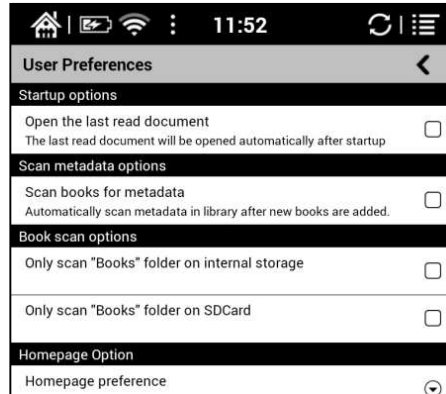 11:52
User Preferences
Startup options
Open the last read document
The last read document will be opened automatically after startup
Scan metadata options
Scan books for metadata
Automatically scan metadata in library after new books are added.
Book scan options
Only scan "Books" folder on internal storage
Only scan "Books" folder on SDCard
Homepage Option
Homepage preference